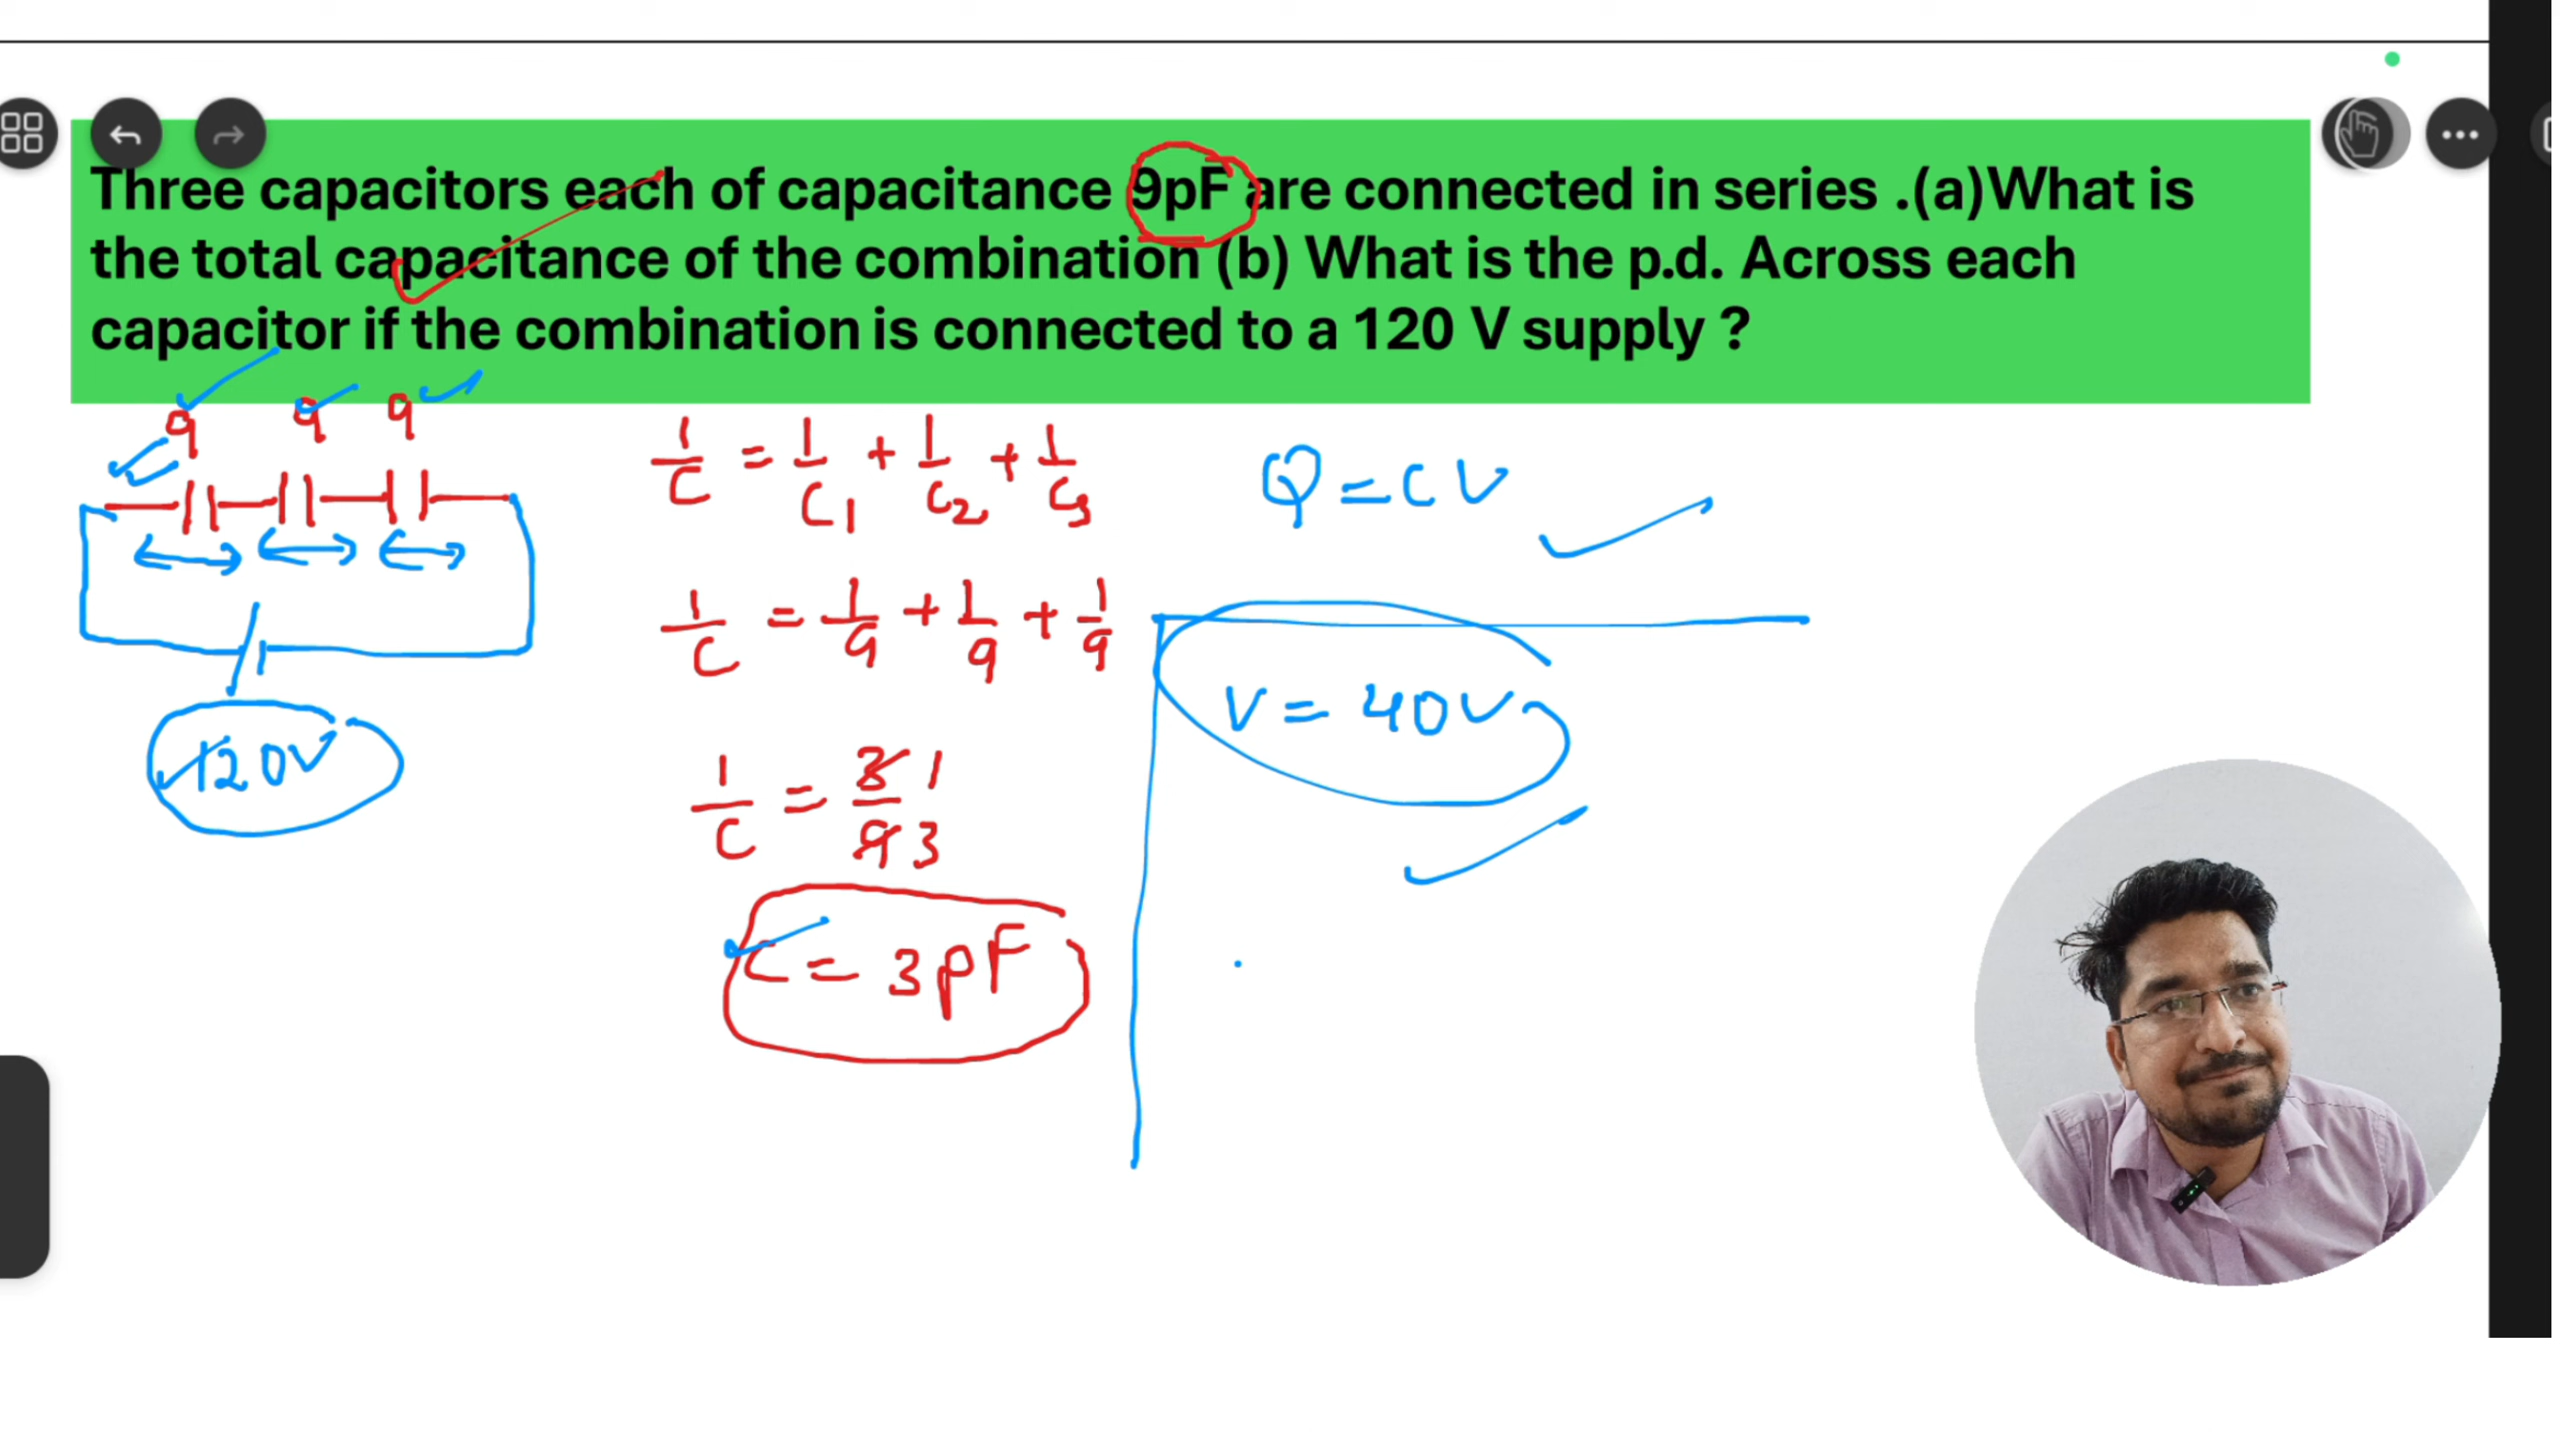 Three capacitors each of capacitance 9pF are connected in series .(a)What is
the total capacitance of the combination (b) What is the p.d. Across each
capacitor if the combination is connected to a 120 V supply ?
9 9 9
120V
1/C = 1/C1 + 1/C2 + 1/C3
1/C = 1/9 + 1/9 + 1/9
1/C = 3/9 1/3
C = 3pF
Q = CV
V = 40V